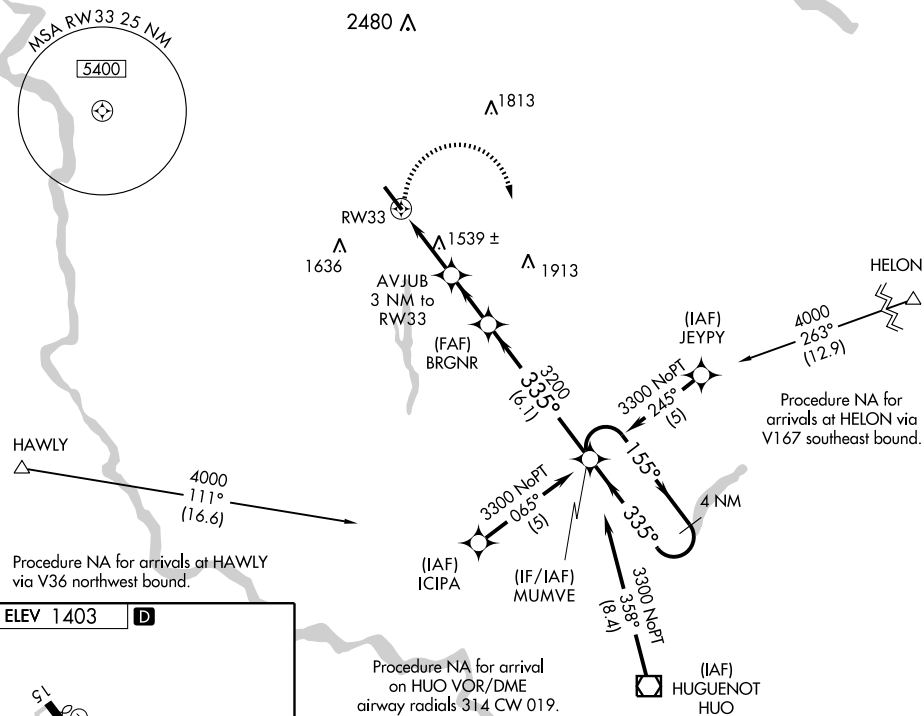 MSA RW33 25 NM
5400
2480
1813
RW33
1539 ±
1636
1913
AVJUB
3 NM to
RW33
(FAF)
BRGNR
HELON
4000
263°
(12.9)
(IAF)
JEYPY
3300 NoPT
245°
(5)
Procedure NA for
arrivals at HELON via
V167 southeast bound.
3200
335°
(6.1)
HAWLY
4000
111°
(16.6)
Procedure NA for arrivals at HAWLY
via V36 northwest bound.
155°
335°
4 NM
3300 NoPT
065°
(5)
(IAF)
ICIPA
(IF/IAF)
MUMVE
3300 NoPT
358°
(8.4)
(IAF)
HUGUENOT
HUO
Procedure NA for arrival
on HUO VOR/DME
airway radials 314 CW 019.
ELEV 1403 D
15